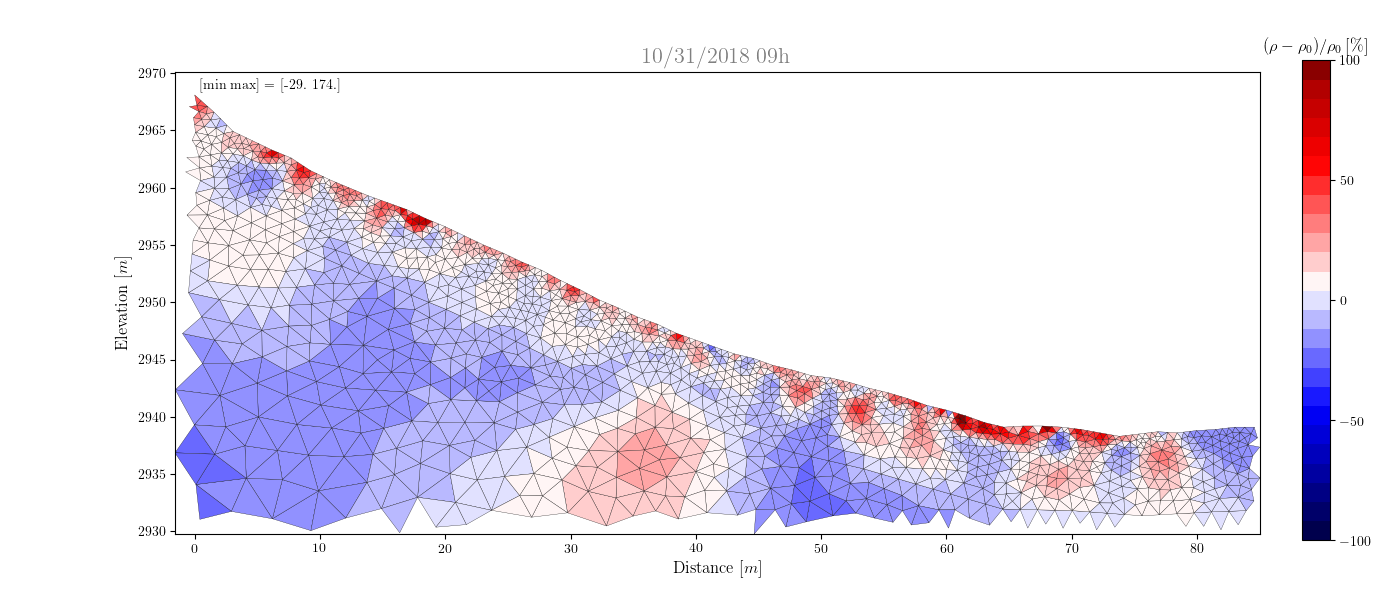 10/31/2018 09h
(ρ − ρ₀)/ρ₀ [%]
[min max] = [-29. 174.]
2970
2965
2960
2955
2950
2945
2940
2935
2930
Elevation [m]
0 10 20 30 40 50 60 70 80
Distance [m]
100
50
0
−50
−100